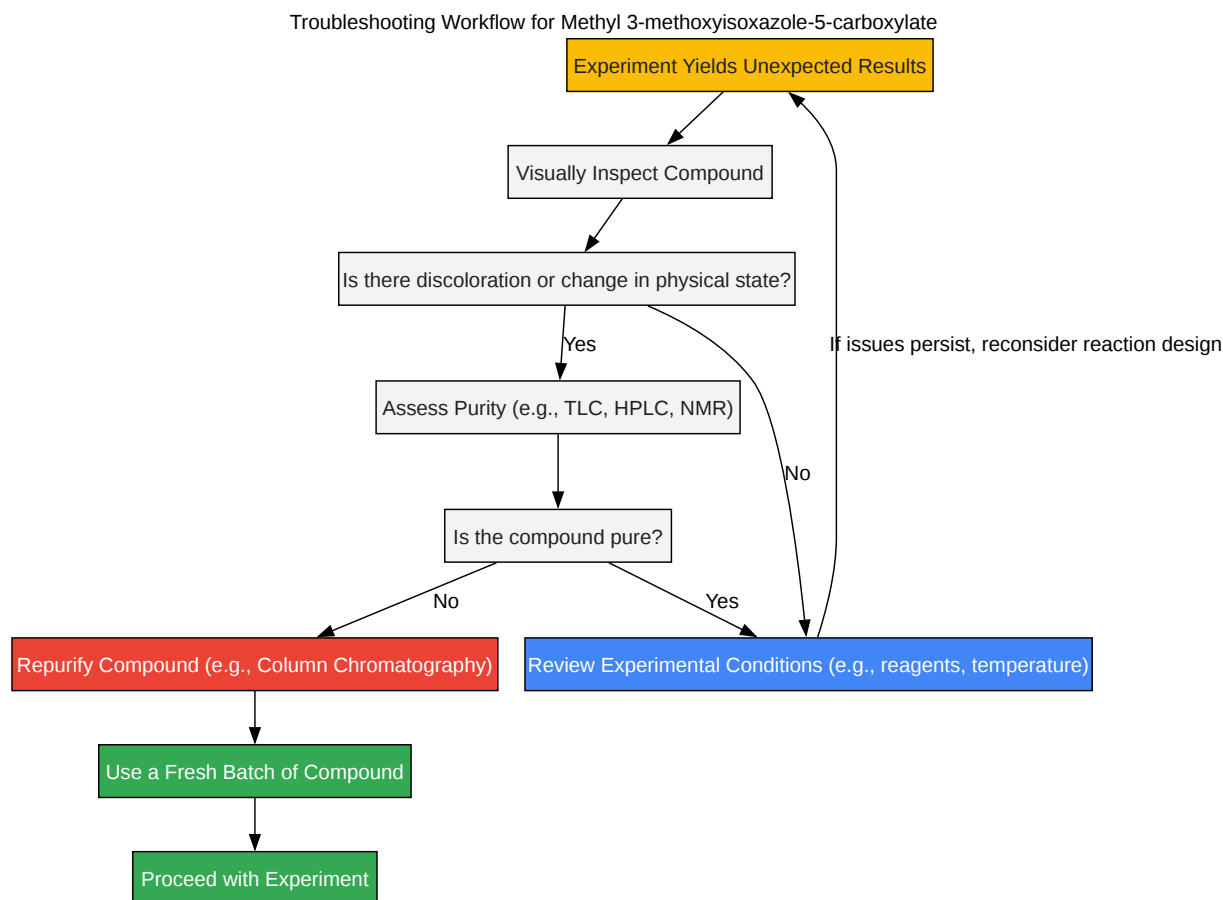 Troubleshooting Workflow for Methyl 3-methoxyisoxazole-5-carboxylate
Experiment Yields Unexpected Results
Visually Inspect Compound
Is there discoloration or change in physical state?
If issues persist, reconsider reaction design
Yes
Assess Purity (e.g., TLC, HPLC, NMR)
No
Is the compound pure?
No
Yes
Repurify Compound (e.g., Column Chromatography)
Review Experimental Conditions (e.g., reagents, temperature)
Use a Fresh Batch of Compound
Proceed with Experiment